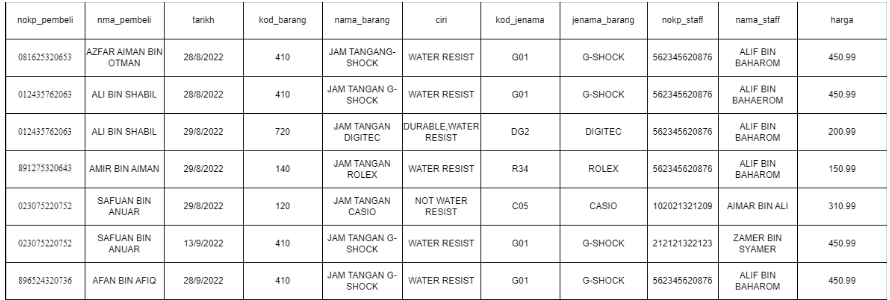 nokp_pembeli nma_pembeli tarikh kod_barang nama_barang ciri kod_jenama jenama_barang nokp_staff nama_staff harga
081625320653 AZFAR AIMAN BIN OTMAN 28/8/2022 410 JAM TANGANG-SHOCK WATER RESIST G01 G-SHOCK 562345620876 ALIF BIN BAHAROM 450.99
012435762063 ALI BIN SHABIL 28/8/2022 410 JAM TANGAN G-SHOCK WATER RESIST G01 G-SHOCK 562345620876 ALIF BIN BAHAEROM 450.99
012435762063 ALI BIN SHABIL 29/8/2022 720 JAM TANGAN DIGITEC DURABLE,WATER RESIST DG2 DIGITEC 562345620876 ALIF BIN BAHAROM 200.99
891275320643 AMIR BIN AIMAN 29/8/2022 140 JAM TANGAN ROLEX WATER RESIST R34 ROLEX 562345620876 ALIF BIN BAHAROM 150.99
023075220752 SAFUAN BIN ANUAR 29/8/2022 120 JAM TANGAN CASIO NOT WATER RESIST C05 CASIO 102021321209 AIMAR BIN ALI 310.99
023075220752 SAFUAN BIN ANUAR 13/9/2022 410 JAM TANGAN G-SHOCK WATER RESIST G01 G-SHOCK 212121322123 ZAMER BIN SYAMER 450.99
896524320736 AFAN BIN AFIQ 28/9/2022 410 JAM TANGAN G-SHOCK WATER RESIST G01 G-SHOCK 562345620876 ALIF BIN BAHAROM 450.99